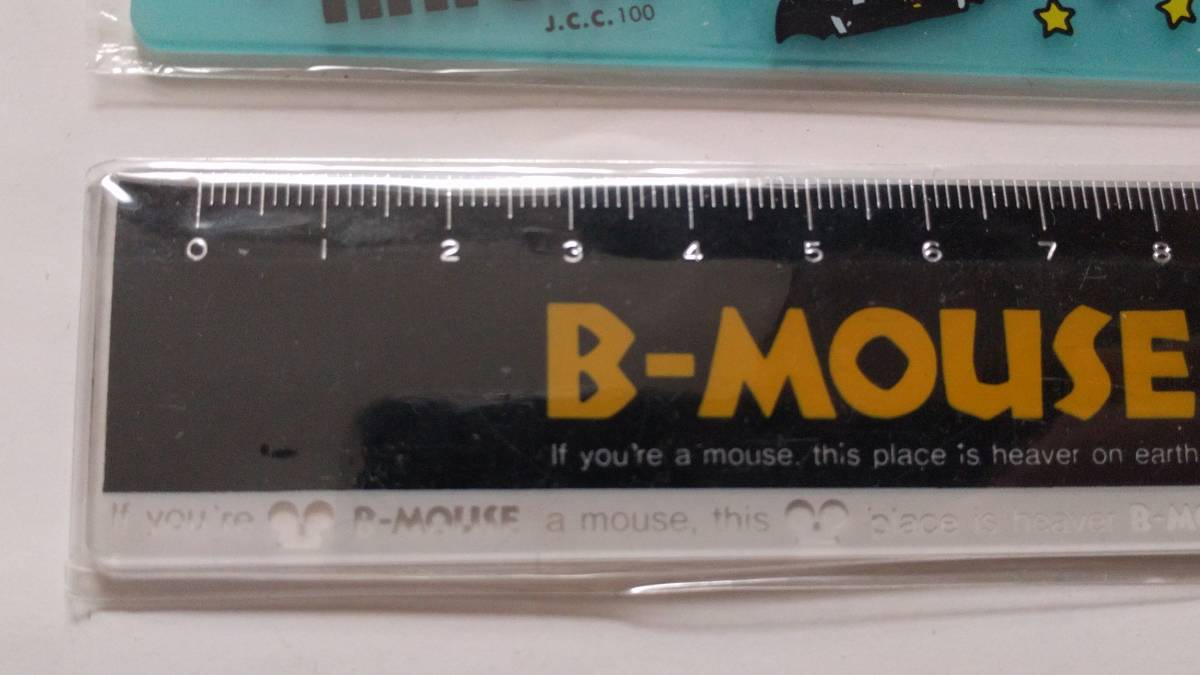 J.C.C.100
0 1 2 3 4 5 6 7 8
B-MOUSE
If you're a mouse. this place is heaver on earth
If you're B-MOUSE a mouse, this place is heaver B-M